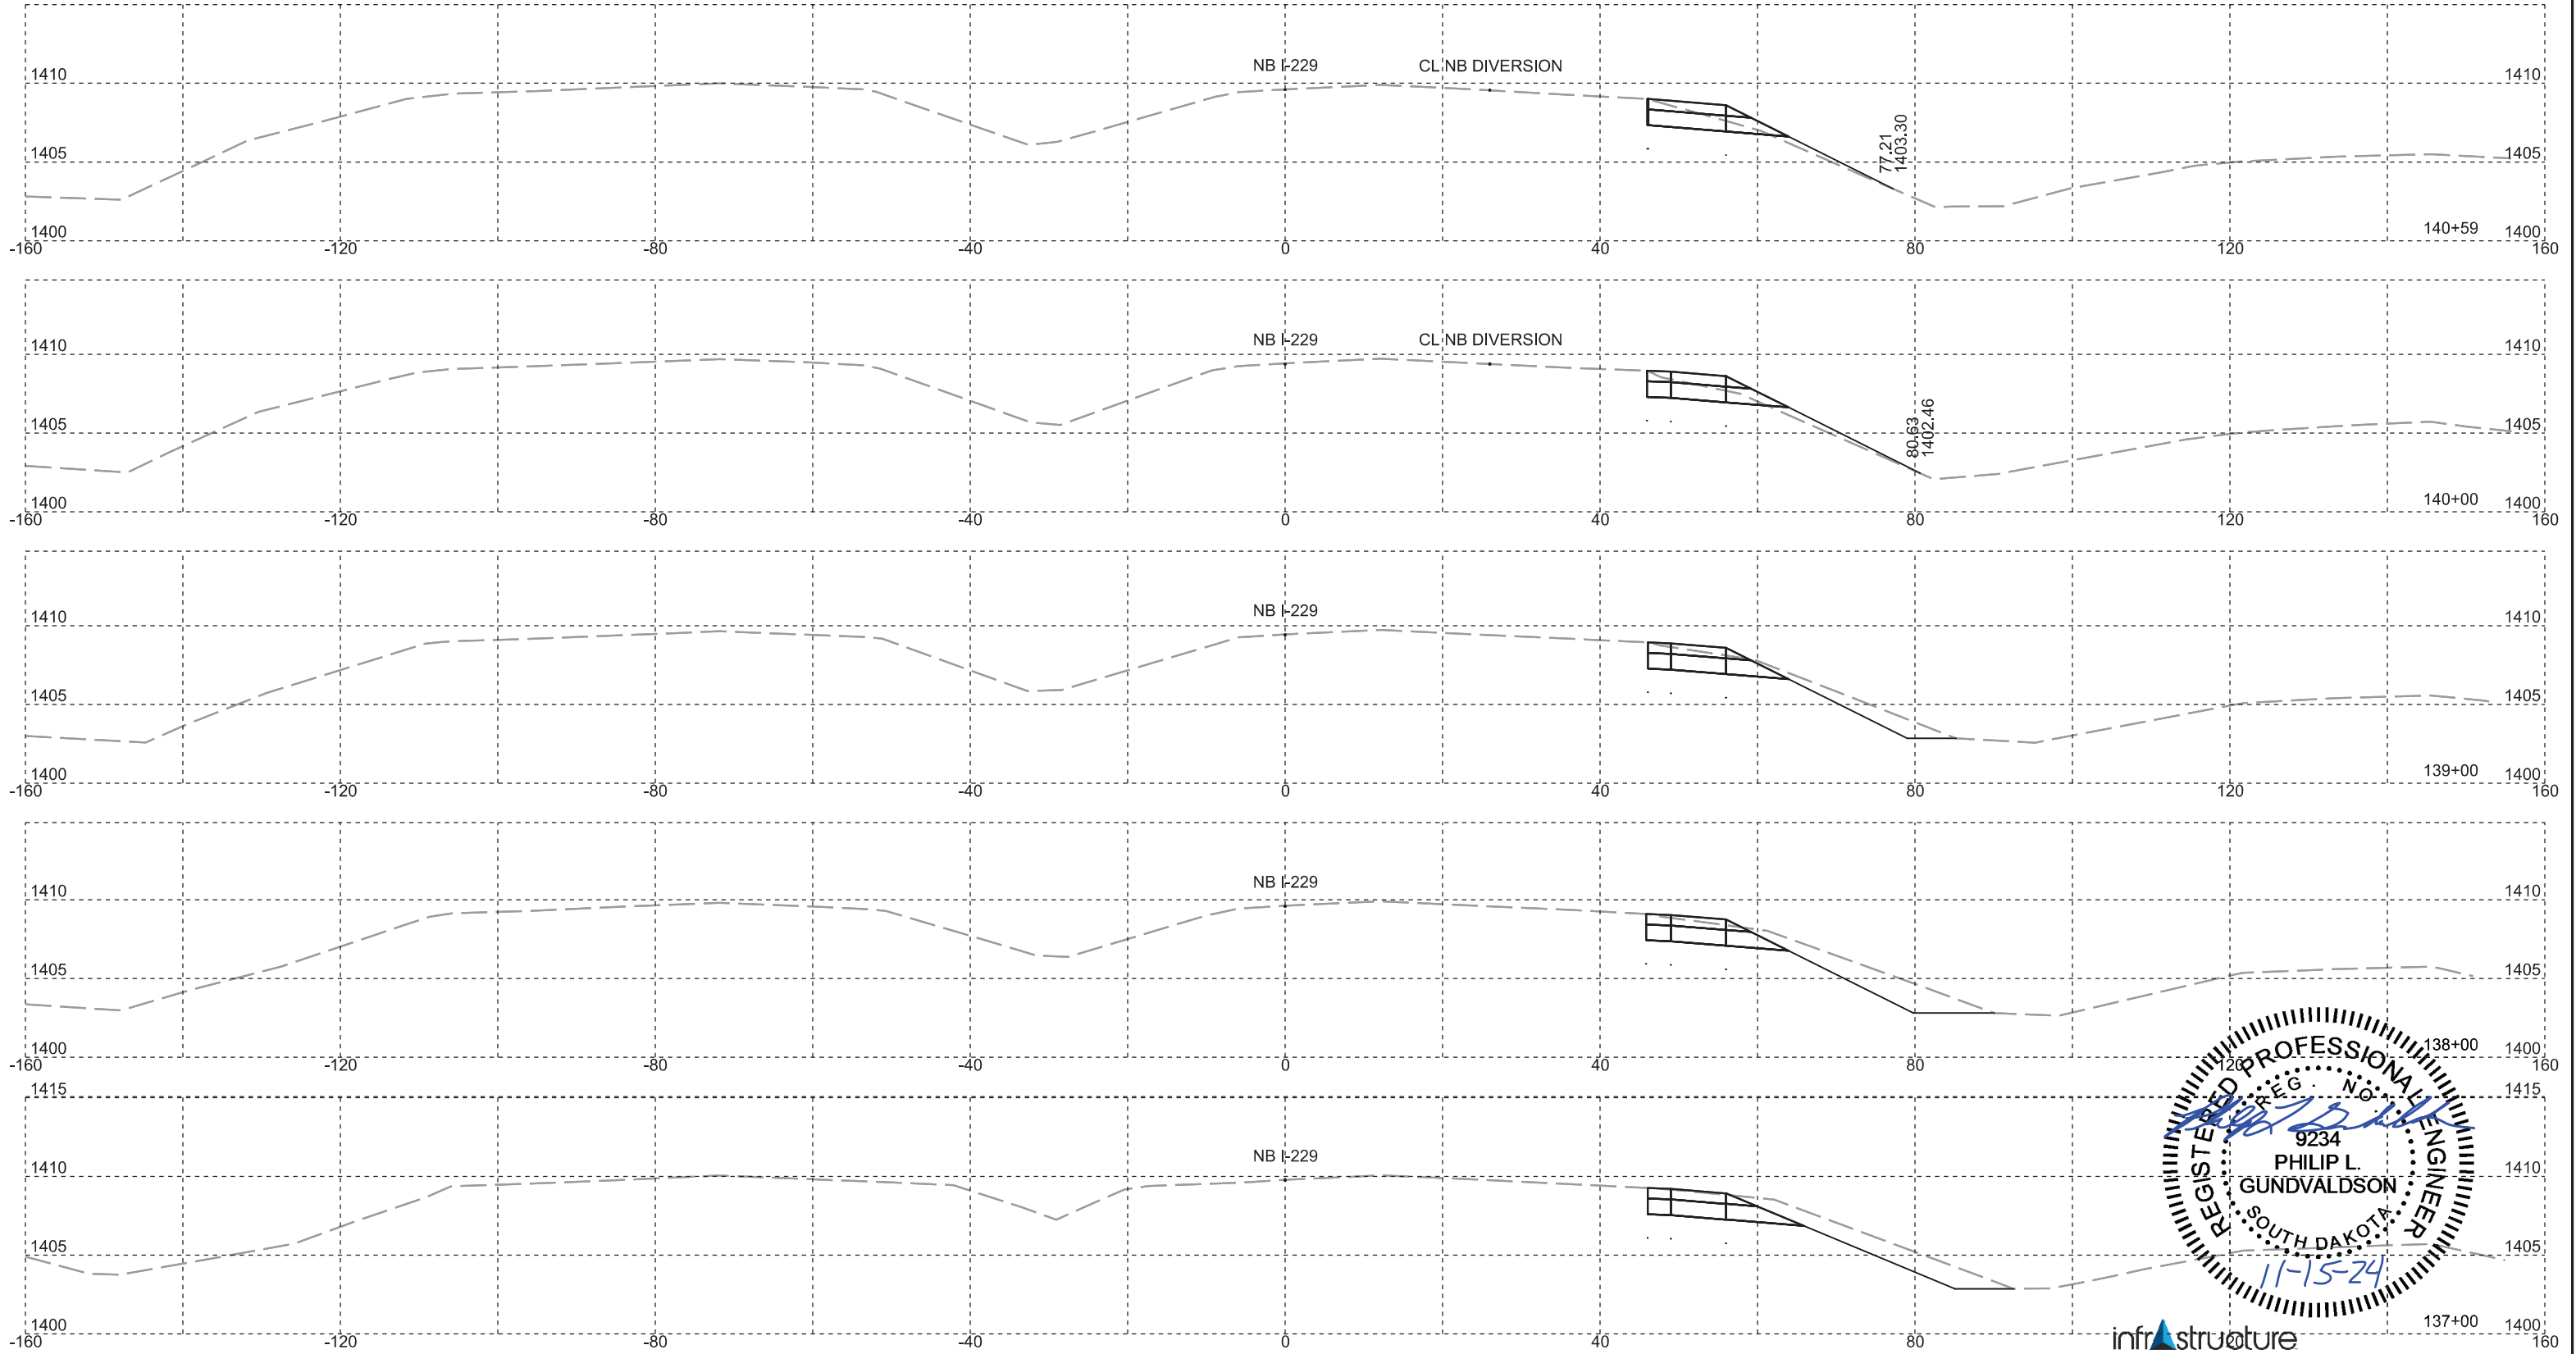 NB I-229 CL NB DIVERSION
1410 1410
77.21
1403.30
1405 1405
1400 140+59 1400
-160 -120 -80 -40 0 40 80 120 160
NB I-229 CL NB DIVERSION
1410 1410
80.63
1402.46
1405 1405
1400 140+00 1400
-160 -120 -80 -40 0 40 80 120 160
NB I-229
1410 1410
1405 1405
1400 139+00 1400
-160 -120 -80 -40 0 40 80 120 160
NB I-229
1410 1410
1405 1405
1400 138+00 1400
-160 -120 -80 -40 0 40 80 120 160
1415 1415
NB I-229
1410 1410
1405 1405
1400 137+00 1400
-160 -120 -80 -40 0 40 80 120 160
REGISTERED PROFESSIONAL ENGINEER
REG. NO.
9234
PHILIP L.
GUNDVALDSON
SOUTH DAKOTA
11-15-24
infrastructure